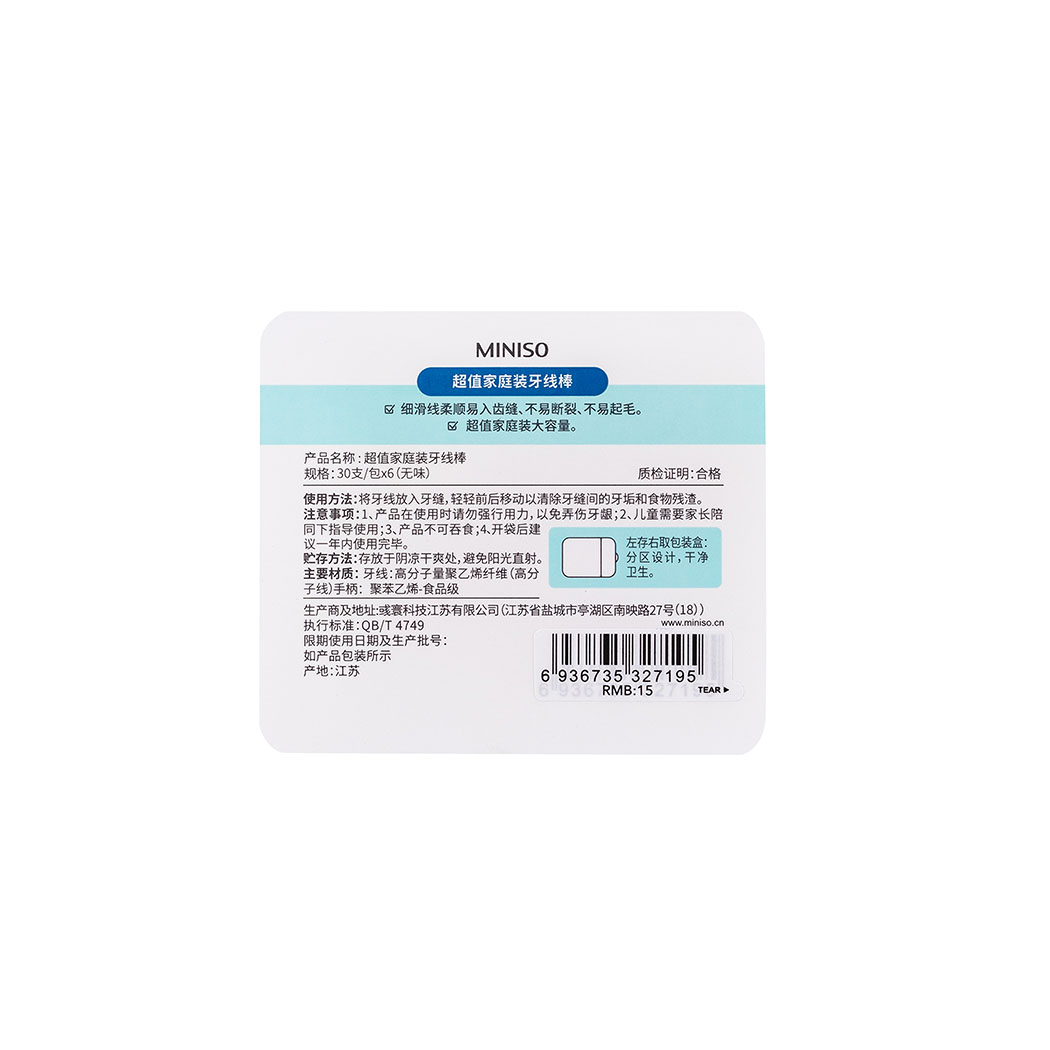 MINISO
超值家庭装牙线棒
细滑线柔顺易入齿缝、不易断裂、不易起毛。
超值家庭装大容量。
产品名称：超值家庭装牙线棒
规格：30支/包x6（无味）
质检证明：合格
使用方法：将牙线放入牙缝，轻轻前后移动以清除牙缝间的牙垢和食物残渣。
注意事项：1、产品在使用时请勿强行用力，以免弄伤牙龈；2、儿童需要家长陪
同下指导使用；3、产品不可吞食；4、开袋后建
议一年内使用完毕。
贮存方法：存放于阴凉干爽处，避免阳光直射。
主要材质：牙线：高分子量聚乙烯纤维（高分
子线）手柄：聚苯乙烯-食品级
左存右取包装盒：
分区设计，干净
卫生。
生产商及地址：彧寰科技江苏有限公司（江苏省盐城市亭湖区南映路27号（18））
执行标准：QB/T 4749
www.miniso.cn
限期使用日期及生产批号：
如产品包装所示
产地：江苏
6 936735 327195
RMB:15
TEAR